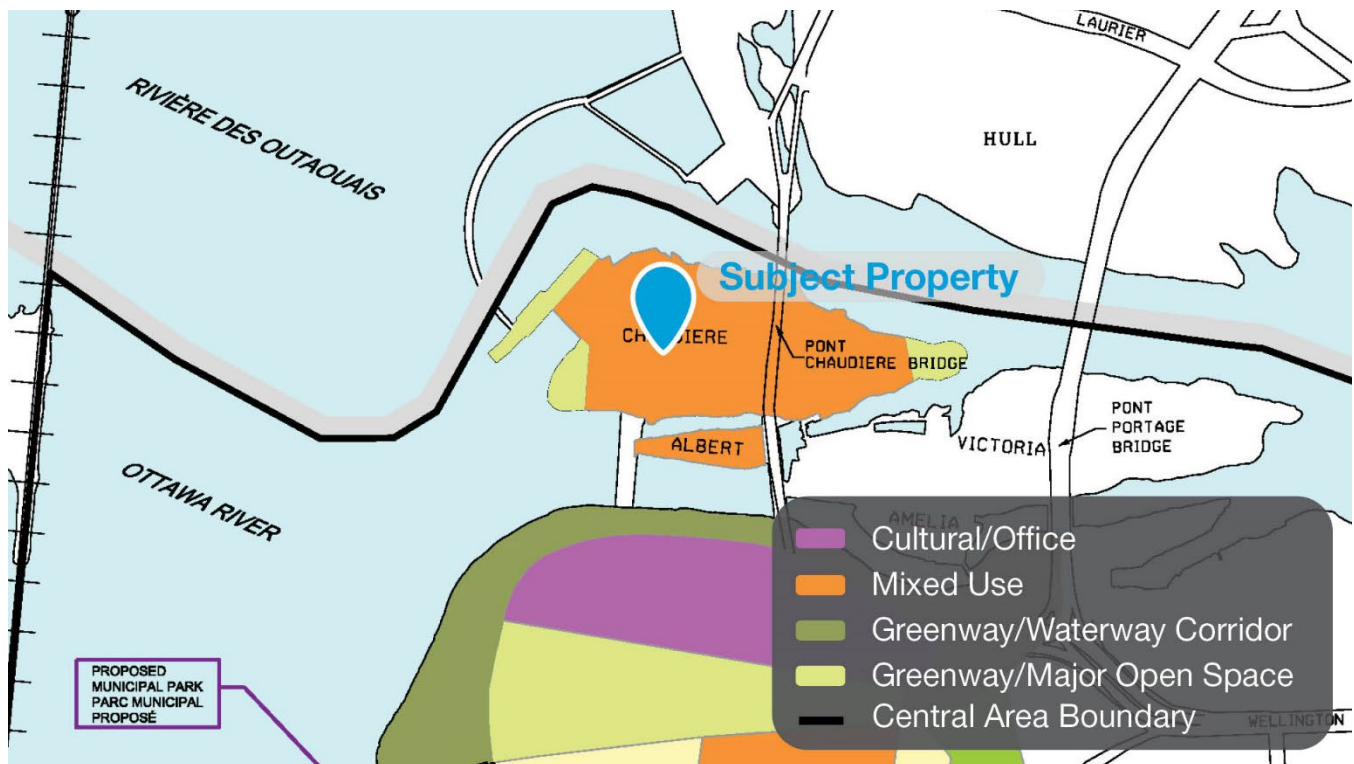 LAURIER
RIVIÈRE DES OUTAOUAIS
HULL
Subject Property
CHAUDIERE
PONT
CHAUDIERE BRIDGE
ALBERT
VICTORIA
PONT
PORTAGE
BRIDGE
OTTAWA RIVER
AMELIA
Cultural/Office
Mixed Use
Greenway/Waterway Corridor
Greenway/Major Open Space
Central Area Boundary
WELLINGTON
PROPOSED
MUNICIPAL PARK
PARC MUNICIPAL
PROPOSÉ